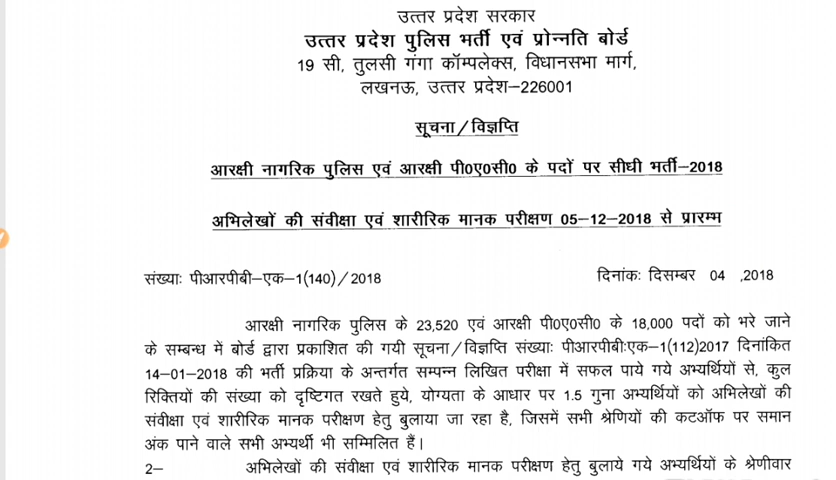 उत्तर प्रदेश सरकार
उत्तर प्रदेश पुलिस भर्ती एवं प्रोन्नति बोर्ड
19 सी, तुलसी गंगा कॉम्पलेक्स, विधानसभा मार्ग,
लखनऊ, उत्तर प्रदेश–226001
सूचना/विज्ञप्ति
आरक्षी नागरिक पुलिस एवं आरक्षी पी0ए0सी0 के पदों पर सीधी भर्ती–2018
अभिलेखों की संवीक्षा एवं शारीरिक मानक परीक्षण 05–12–2018 से प्रारम्भ
संख्याः पीआरपीबी–एक–1(140)/2018 दिनांकः दिसम्बर 04 ,2018
आरक्षी नागरिक पुलिस के 23,520 एवं आरक्षी पी0ए0सी0 के 18,000 पदों को भरे जाने
के सम्बन्ध में बोर्ड द्वारा प्रकाशित की गयी सूचना/विज्ञप्ति संख्याः पीआरपीबीःएक–1(112)2017 दिनांकित
14–01–2018 की भर्ती प्रक्रिया के अन्तर्गत सम्पन्न लिखित परीक्षा में सफल पाये गये अभ्यर्थियों से, कुल
रिक्तियों की संख्या को दृष्टिगत रखते हुये, योग्यता के आधार पर 1.5 गुना अभ्यर्थियों को अभिलेखों की
संवीक्षा एवं शारीरिक मानक परीक्षण हेतु बुलाया जा रहा है, जिसमें सभी श्रेणियों की कटऑफ पर समान
अंक पाने वाले सभी अभ्यर्थी भी सम्मिलित हैं।
2– अभिलेखों की संवीक्षा एवं शारीरिक मानक परीक्षण हेतु बुलाये गये अभ्यर्थियों के श्रेणीवार